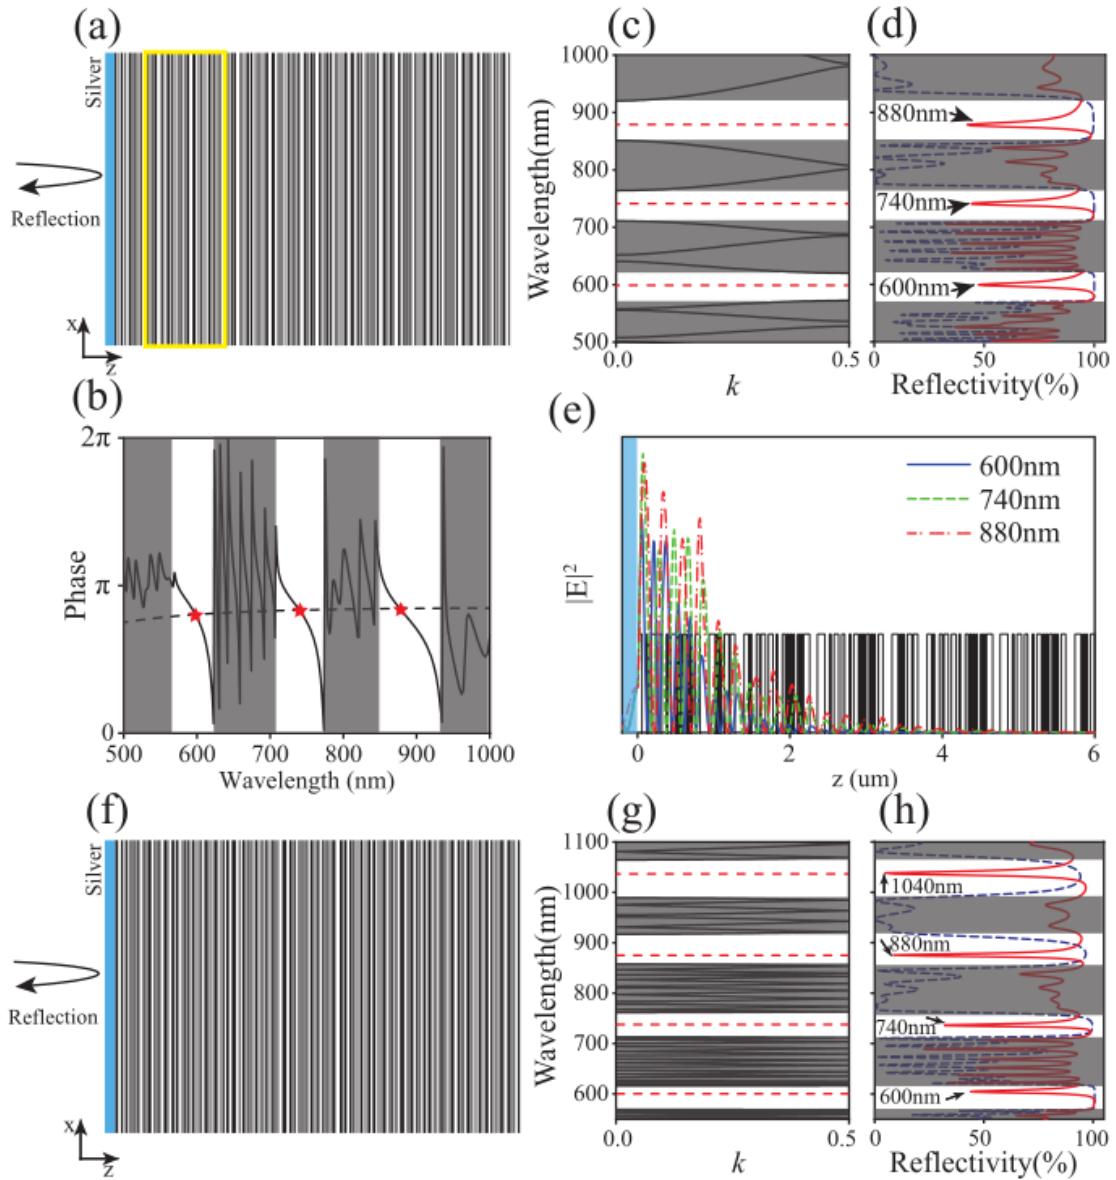 (a)
Silver
Reflection
x
z
(c)
Wavelength(nm)
1000
900
800
700
600
500
0.0
0.5
k
(d)
880nm
740nm
600nm
0
50
100
Reflectivity(%)
(b)
Phase
2π
π
0
500
600
700
800
900
1000
Wavelength (nm)
(e)
|E|²
600nm
740nm
880nm
0
2
4
6
z (um)
(f)
Silver
Reflection
x
z
(g)
Wavelength(nm)
1100
1000
900
800
700
600
0.0
0.5
k
(h)
1040nm
880nm
740nm
600nm
0
50
100
Reflectivity(%)